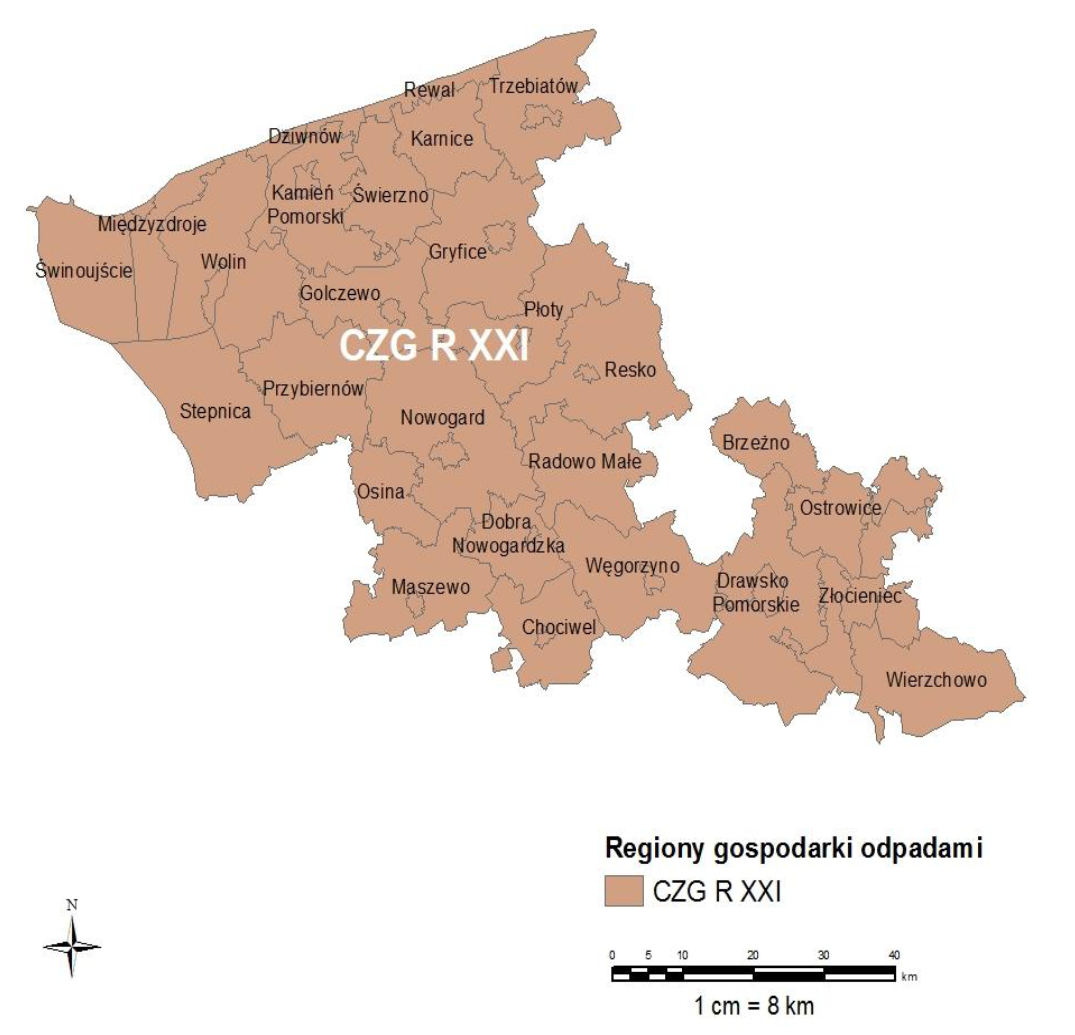 Rewal
Trzebiatów
Dziwnów
Karnice
Kamień
Pomorski
Świerzno
Międzyzdroje
Gryfice
Wolin
Świnoujście
Golczewo
Płoty
CZG R XXI
Resko
Przybiernów
Stepnica
Nowogard
Brzeźno
Radowo Małe
Osina
Ostrowice
Dobra
Nowogardzka
Węgorzyno
Maszewo
Drawsko
Pomorskie
Złocieniec
Chociwel
Wierzchowo
Regiony gospodarki odpadami
CZG R XXI
N
0 5 10 20 30 40
km
1 cm = 8 km